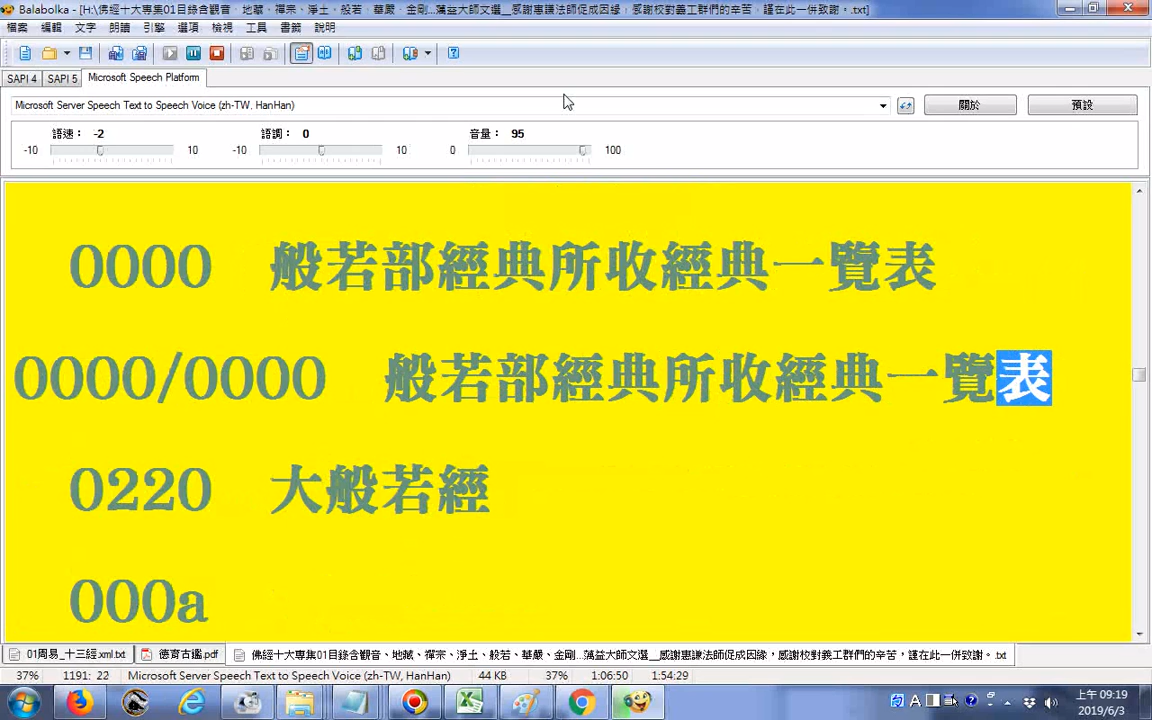 Balabolka - [H:\佛經十大專集01目錄含觀音、地藏、禪宗、淨土、般若、華嚴、金剛...蕅益大師文選__感謝惠謙法師促成因緣，感謝校對義工群們的辛苦，謹在此一併致謝。.txt]
檔案 編輯 文字 朗讀 引擎 選項 檢視 工具 書籤 說明
SAPI 4 SAPI 5 Microsoft Speech Platform
Microsoft Server Speech Text to Speech Voice (zh-TW, HanHan) 關於 預設
語速： -2 語調： 0 音量： 95
-10 10 -10 10 0 100
0000 般若部經典所收經典一覽表
0000/0000 般若部經典所收經典一覽表
0220 大般若經
000a
01周易_十三經.xml.txt 德育古鑑.pdf 佛經十大專集01目錄含觀音、地藏、禪宗、淨土、般若、華嚴、金剛...蕅益大師文選__感謝惠謙法師促成因緣，感謝校對義工群們的辛苦，謹在此一併致謝。.txt
37% 1191: 22 Microsoft Server Speech Text to Speech Voice (zh-TW, HanHan) 44 KB 37% 1:06:50 1:54:29
A 上午 09:19
2019/6/3